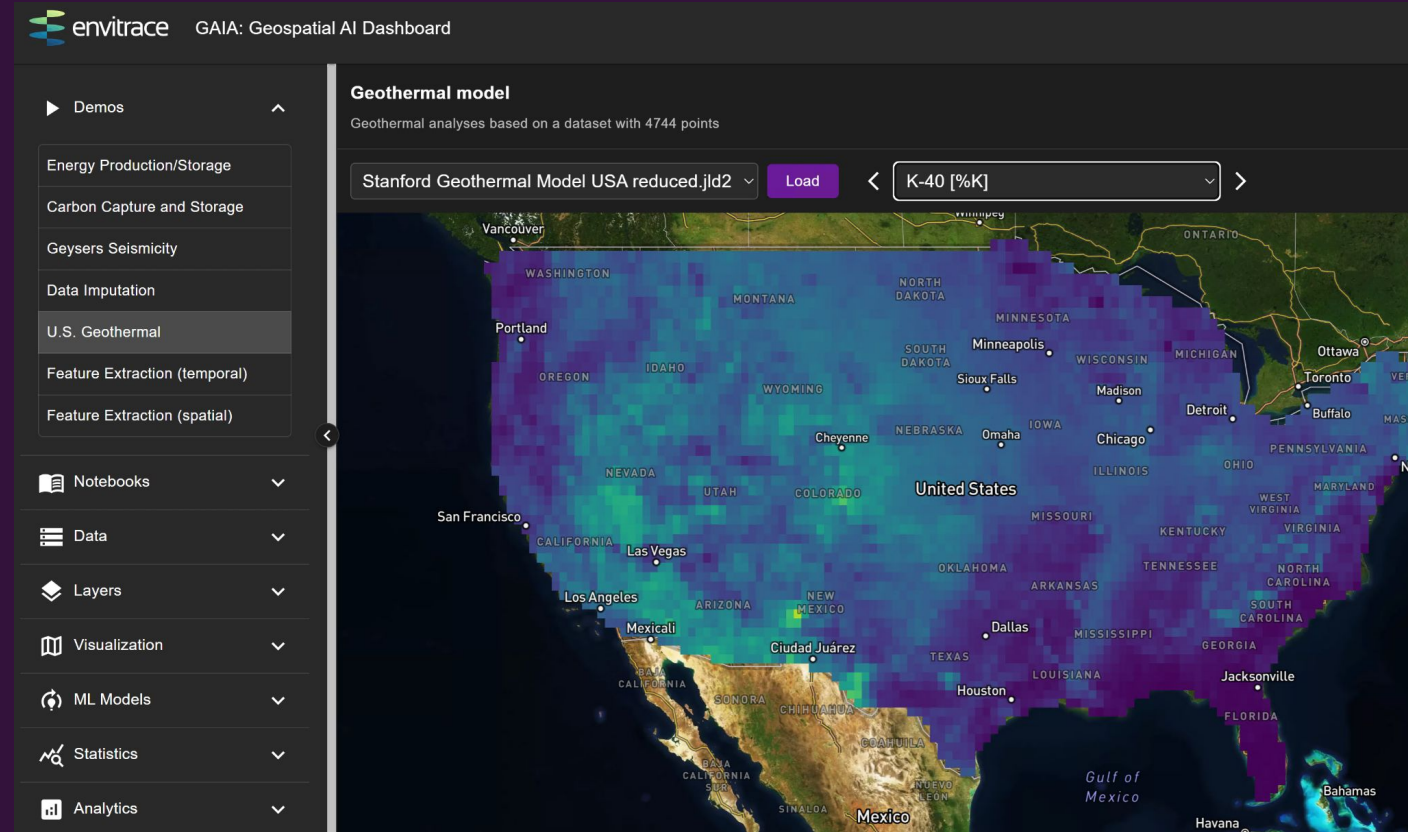 envitrace
GAIA: Geospatial AI Dashboard
Demos
Energy Production/Storage
Carbon Capture and Storage
Geysers Seismicity
Data Imputation
U.S. Geothermal
Feature Extraction (temporal)
Feature Extraction (spatial)
Notebooks
Data
Layers
Visualization
ML Models
Statistics
Analytics
Geothermal model
Geothermal analyses based on a dataset with 4744 points
Stanford Geothermal Model USA reduced.jld2
Load
K-40 [%K]
Winnipeg
Vancouver
ONTARIO
WASHINGTON
NORTH
DAKOTA
MONTANA
MINNESOTA
Portland
Minneapolis
SOUTH
DAKOTA
WISCONSIN
MICHIGAN
Ottawa
Toronto
OREGON
IDAHO
WYOMING
Sioux Falls
Madison
Detroit
Buffalo
Cheyenne
NEBRASKA
Omaha
IOWA
Chicago
PENNSYLVANIA
NEVADA
UTAH
COLORADO
United States
ILLINOIS
OHIO
MARYLAND
WEST
VIRGINIA
San Francisco
MISSOURI
KENTUCKY
VIRGINIA
CALIFORNIA
Las Vegas
OKLAHOMA
TENNESSEE
NORTH
CAROLINA
Los Angeles
ARIZONA
NEW
MEXICO
ARKANSAS
SOUTH
CAROLINA
Mexicali
Dallas
MISSISSIPPI
Ciudad Juárez
TEXAS
GEORGIA
BAJA
CALIFORNIA
LOUISIANA
Jacksonville
SONORA
CHIHUAHUA
Houston
FLORIDA
COAHUILA
BAJA
CALIFORNIA
SUR
NUEVO
LEÓN
Gulf of
Mexico
Bahamas
SINALOA
Mexico
Havana